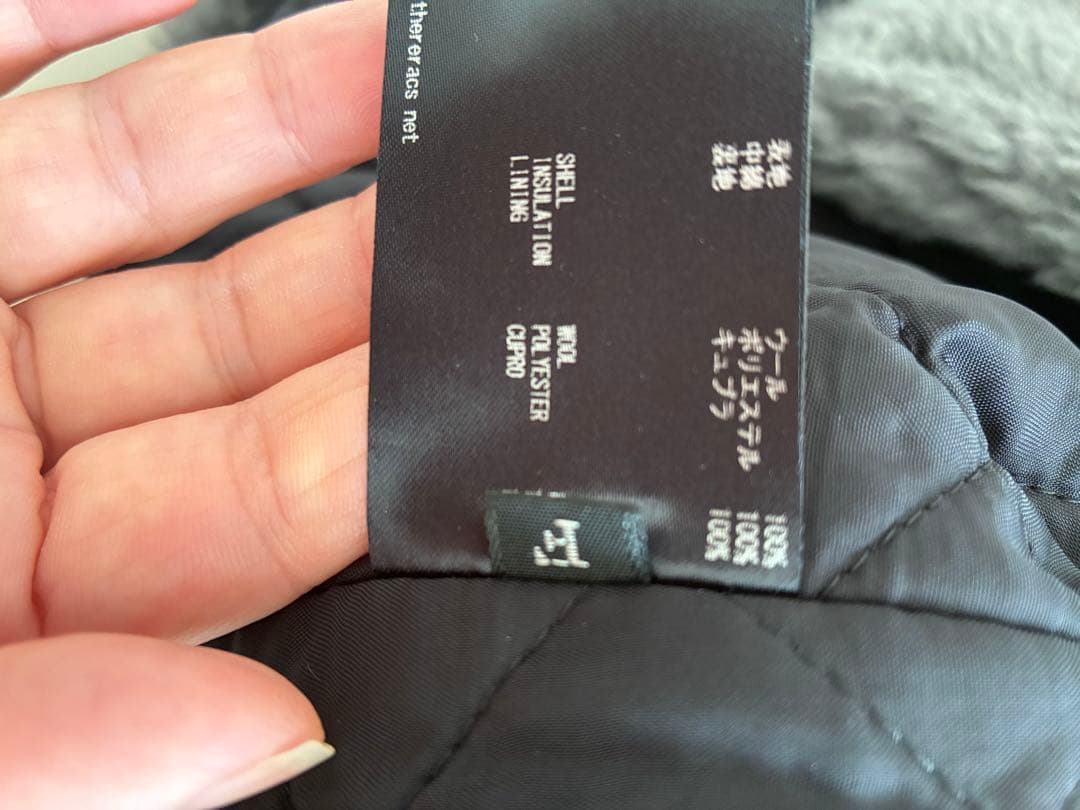 表地 ウール 100%
中綿 ポリエステル 100%
裏地 キュプラ 100%
SHELL WOOL
INSULATION POLYESTER
LINING CUPRO
thereracs net